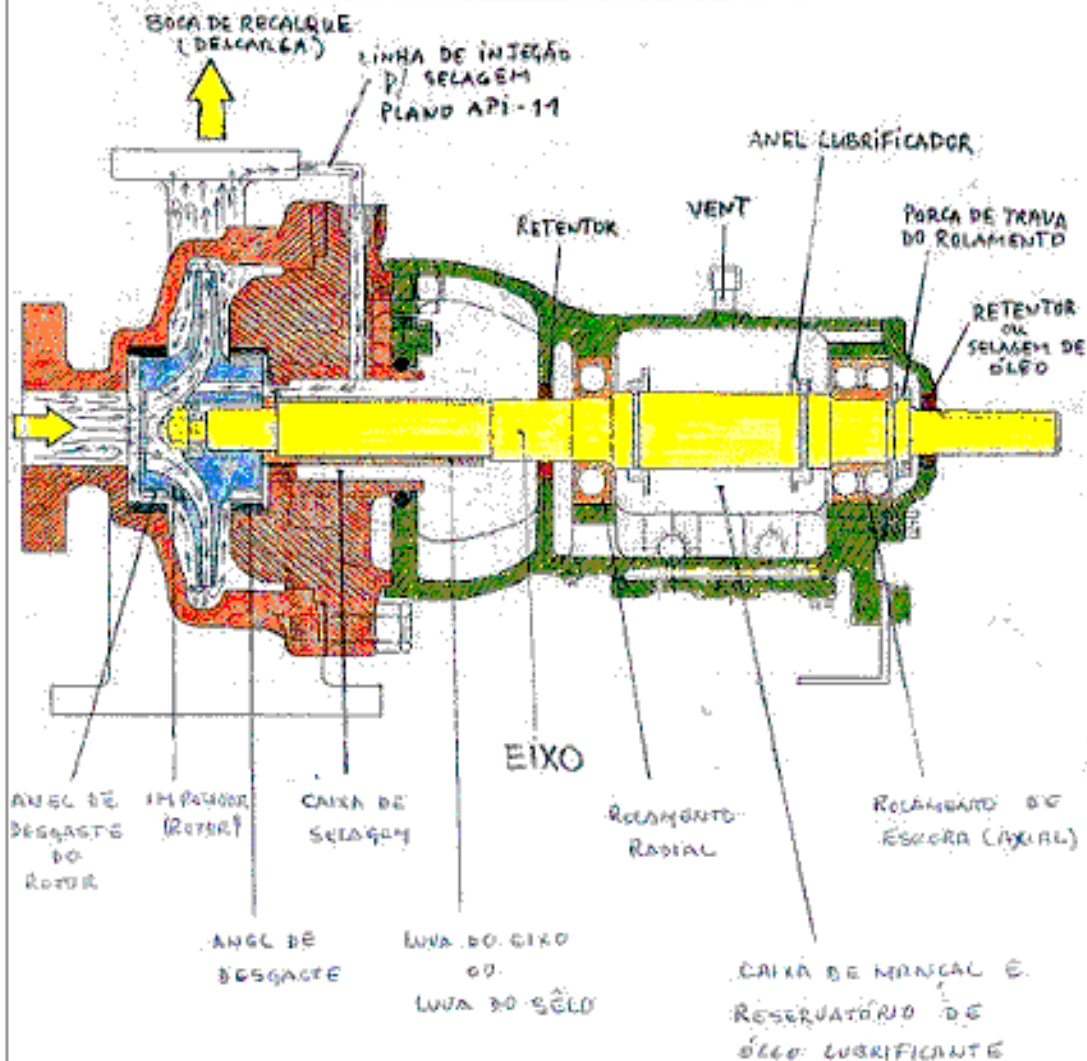 BOCA DE RECALQUE
(DESCARGA)
LINHA DE INJEÇÃO
P/ SELAGEM
PLANO API-11
ANEL LUBRIFICADOR
RETENTOR
VENT
PORCA DE TRAVA
DO ROLAMENTO
RETENTOR
OU
SELAGEM DE
ÓLEO
EIXO
ANEL DE
DESGASTE
DO
ROTOR
IMPULSOR
(ROTOR)
CAIXA DE
SELAGEM
ROLAMENTO
RADIAL
ROLAMENTO DE
ESCORA (AXIAL)
ANEL DE
DESGASTE
LUVA DO EIXO
OU
LUVA DO SÊLO
CAIXA DE MANCAL E
RESERVATÓRIO DE
ÓLEO LUBRIFICANTE